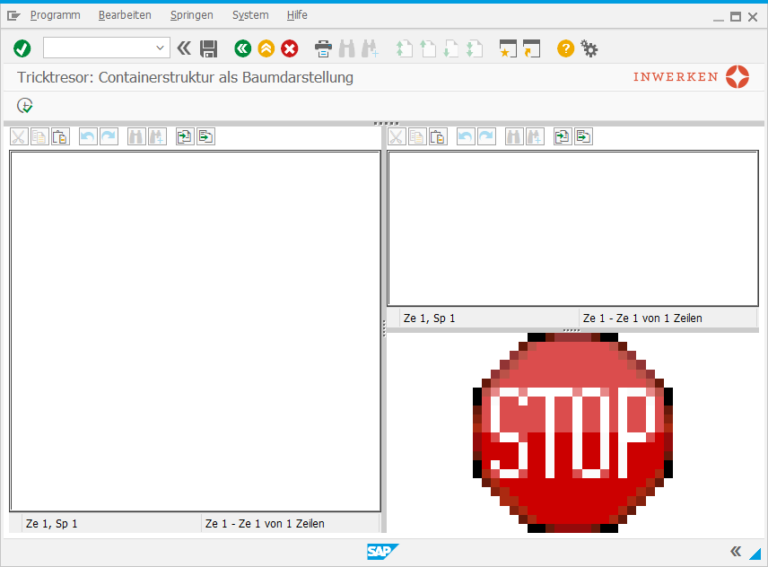 Programm Bearbeiten Springen System Hilfe
Tricktresor: Containerstruktur als Baumdarstellung INWERKEN
Ze 1, Sp 1 Ze 1 - Ze 1 von 1 Zeilen
STOP
Ze 1, Sp 1 Ze 1 - Ze 1 von 1 Zeilen
SAP